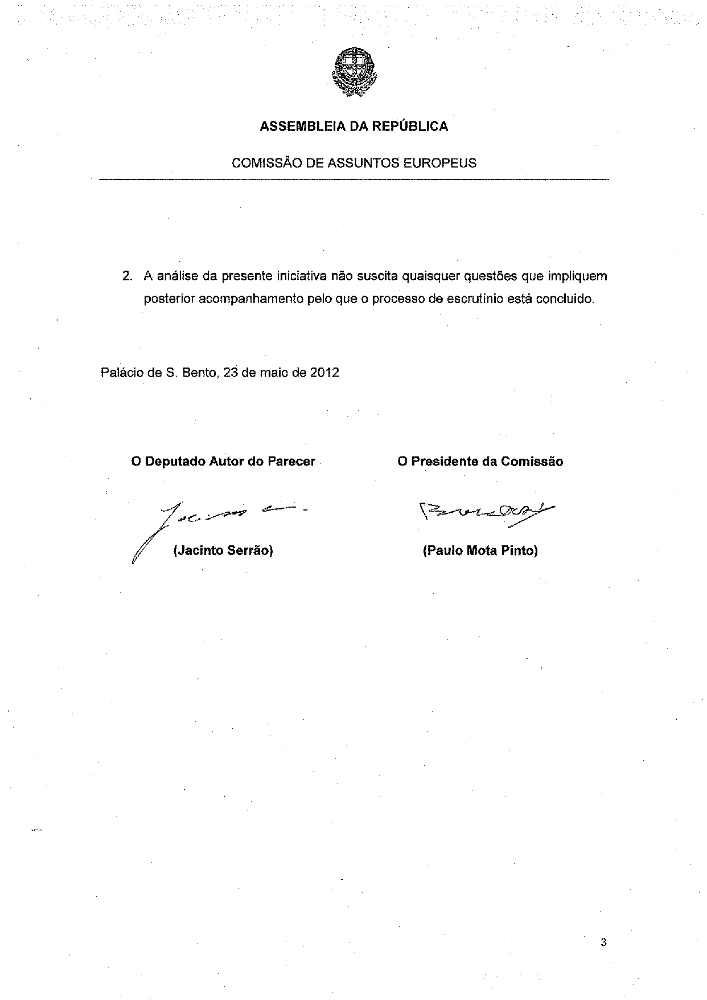 ASSEMBLEIA DA REPÚBLICA
COMISSÃO DE ASSUNTOS EUROPEUS
2. A análise da presente iniciativa não suscita quaisquer questões que impliquem
posterior acompanhamento pelo que o processo de escrutínio está concluído.
Palácio de S. Bento, 23 de maio de 2012
O Deputado Autor do Parecer O Presidente da Comissão
(Jacinto Serrão) (Paulo Mota Pinto)
3